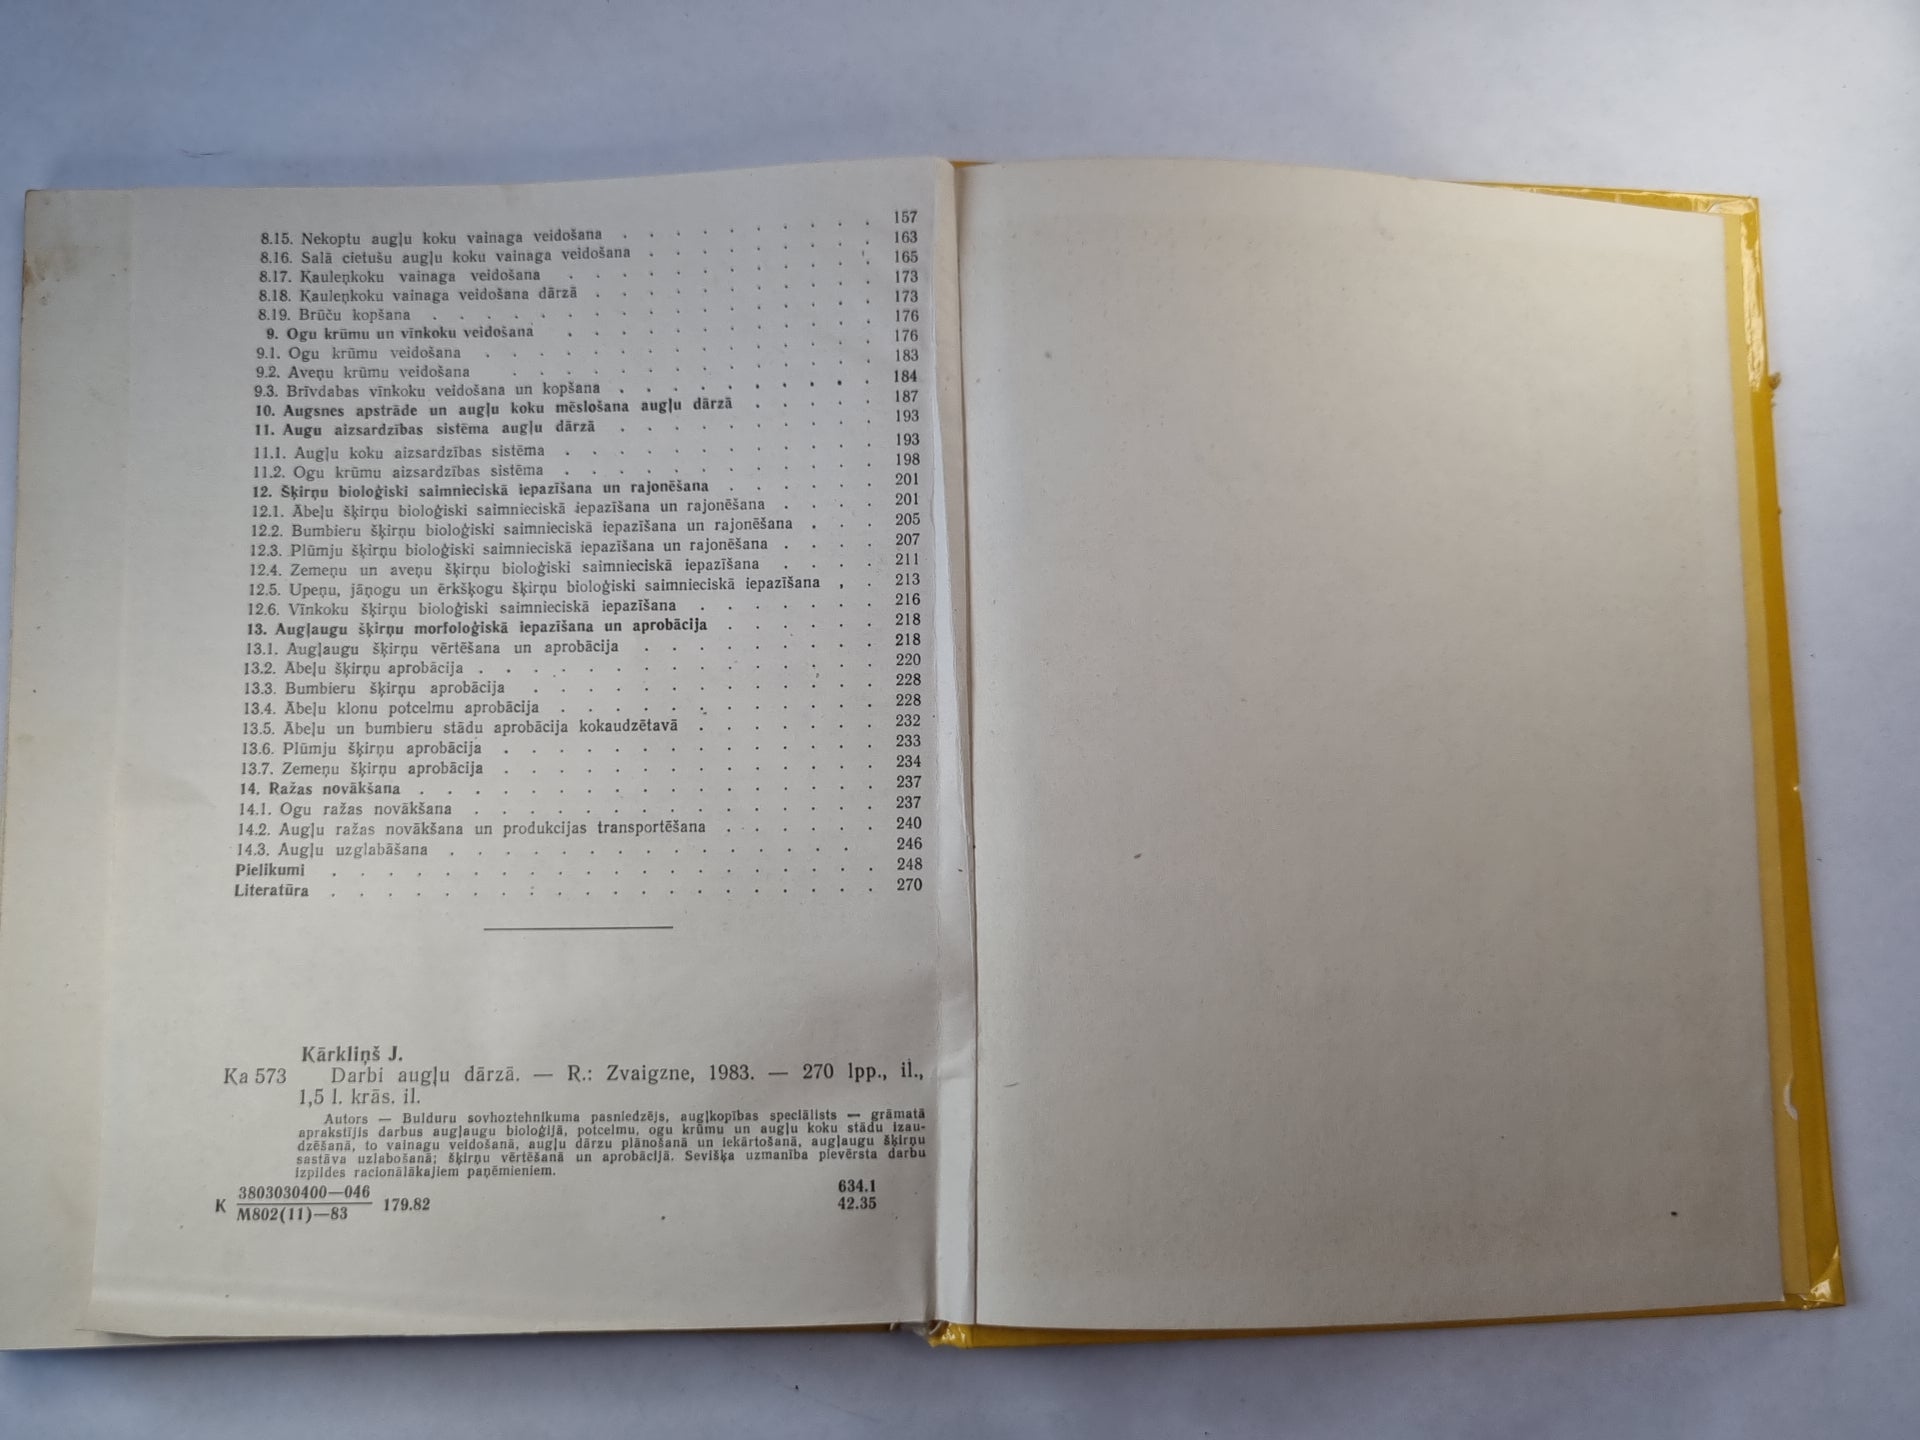 8.15. Nekoptu augļu koku vainaga veidošana . . . . . . . . . 157
8.16. Salā cietušu augļu koku vainaga veidošana . . . . . . . . 163
8.17. Kauleņkoku vainaga veidošana . . . . . . . . . . . 165
8.18. Kauleņkoku vainaga veidošana dārzā . . . . . . . . . . 173
8.19. Brūču kopšana . . . . . . . . . . . . . . . . 173
9. Ogu krūmu un vīnkoku veidošana . . . . . . . . . . . 176
9.1. Ogu krūmu veidošana . . . . . . . . . . . . . . 176
9.2. Aveņu krūmu veidošana . . . . . . . . . . . . . 183
9.3. Brīvdabas vīnkoku veidošana un kopšana . . . . . . . . . 184
10. Augsnes apstrāde un augļu koku mēslošana augļu dārzā . . . . . 187
11. Augu aizsardzības sistēma augļu dārzā . . . . . . . . . . 193
11.1. Augļu koku aizsardzības sistēma . . . . . . . . . . . 193
11.2. Ogu krūmu aizsardzības sistēma . . . . . . . . . . . 198
12. Šķirņu bioloģiski saimnieciskā iepazīšana un rajonēšana . . . . . . 201
12.1. Ābeļu šķirņu bioloģiski saimnieciskā iepazīšana un rajonēšana . . . . 201
12.2. Bumbieru šķirņu bioloģiski saimnieciskā iepazīšana un rajonēšana . . . 205
12.3. Plūmju šķirņu bioloģiski saimnieciskā iepazīšana un rajonēšana . . . . 207
12.4. Zemeņu un aveņu šķirņu bioloģiski saimnieciskā iepazīšana . . . . 211
12.5. Upeņu, jāņogu un ērkšķogu šķirņu bioloģiski saimnieciskā iepazīšana . . 213
12.6. Vīnkoku šķirņu bioloģiski saimnieciskā iepazīšana . . . . . . . 216
13. Augļaugu šķirņu morfoloģiskā iepazīšana un aprobācija . . . . . . 218
13.1. Augļaugu šķirņu vērtēšana un aprobācija . . . . . . . . . 218
13.2. Ābeļu šķirņu aprobācija . . . . . . . . . . . . . . . 220
13.3. Bumbieru šķirņu aprobācija . . . . . . . . . . . . . 228
13.4. Ābeļu klonu potcelmu aprobācija . . . . . . . . . . . . 228
13.5. Ābeļu un bumbieru stādu aprobācija kokaudzētavā . . . . . . . 232
13.6. Plūmju šķirņu aprobācija . . . . . . . . . . . . . . 233
13.7. Zemeņu šķirņu aprobācija . . . . . . . . . . . . . . 234
14. Ražas novākšana . . . . . . . . . . . . . . . . . 237
14.1. Ogu ražas novākšana . . . . . . . . . . . . . . . 237
14.2. Augļu ražas novākšana un produkcijas transportēšana . . . . . . 240
14.3. Augļu uzglabāšana . . . . . . . . . . . . . . . 246
Pielikumi . . . . . . . . . . . . . . . . . . . . 248
Literatūra . . . . . . . . . . . . . . . . . . . . 270
Kārkliņš J.
Ka 573 Darbi augļu dārzā. — R.: Zvaigzne, 1983. — 270 lpp., il.,
1,5 l. krās. il.
Autors — Bulduru sovhoztehnikuma pasniedzējs, augļkopības speciālists — grāmatā
aprakstījis darbus augļaugu bioloģijā, potcelmu, ogu krūmu un augļu koku stādu izau-
dzēšanā, to vainagu veidošanā, augļu dārzu plānošanā un iekārtošanā, augļaugu šķirņu
sastāva uzlabošanā; šķirņu vērtēšanā un aprobācijā. Sevišķa uzmanība pievērsta darbu
izpildes racionālākajiem paņēmieniem.
K 3803030400—046 179.82 634.1
M802(11)—83 42.35